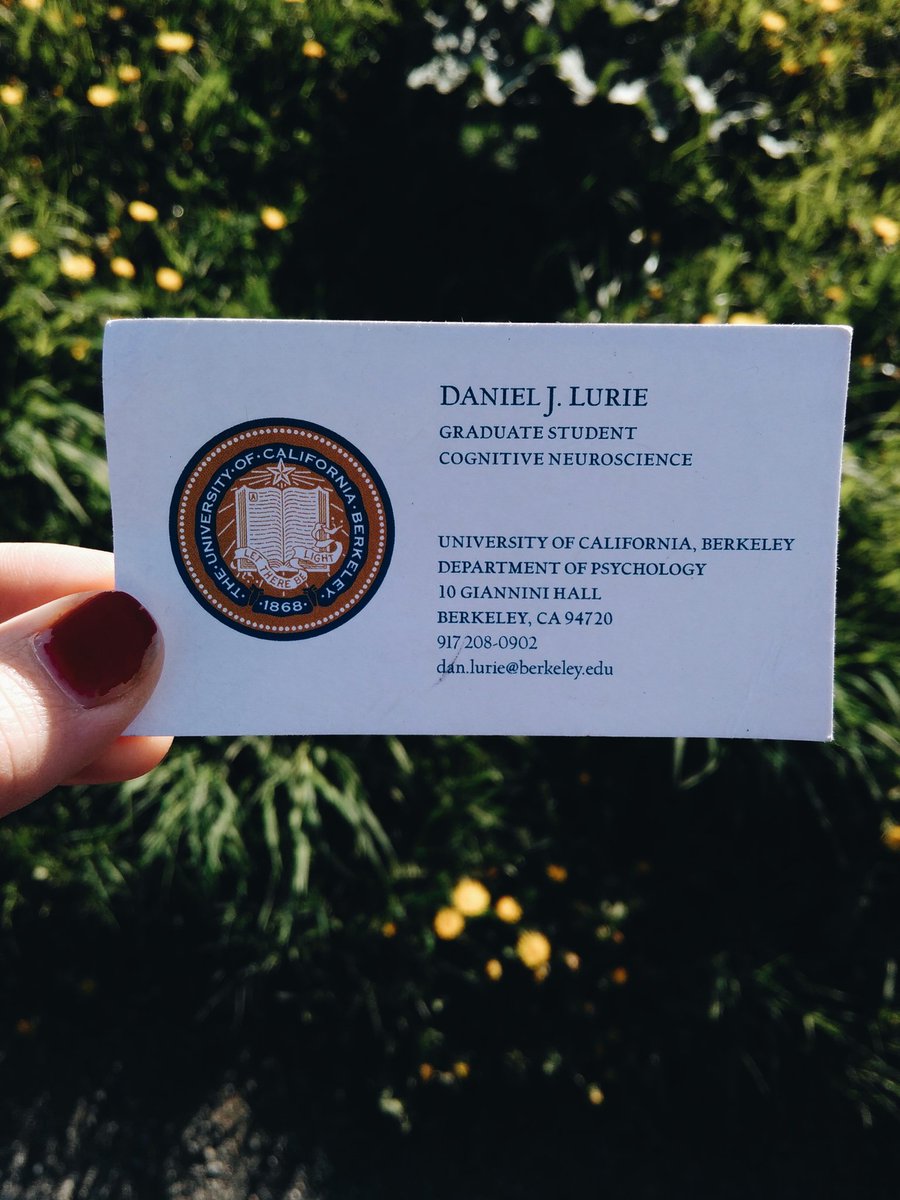 THE·UNIVERSITY·OF·CALIFORNIA·BERKELEY·
A
LET THERE BE LIGHT
·1868·
DANIEL J. LURIE
GRADUATE STUDENT
COGNITIVE NEUROSCIENCE
UNIVERSITY OF CALIFORNIA, BERKELEY
DEPARTMENT OF PSYCHOLOGY
10 GIANNINI HALL
BERKELEY, CA 94720
917 208-0902
dan.lurie@berkeley.edu